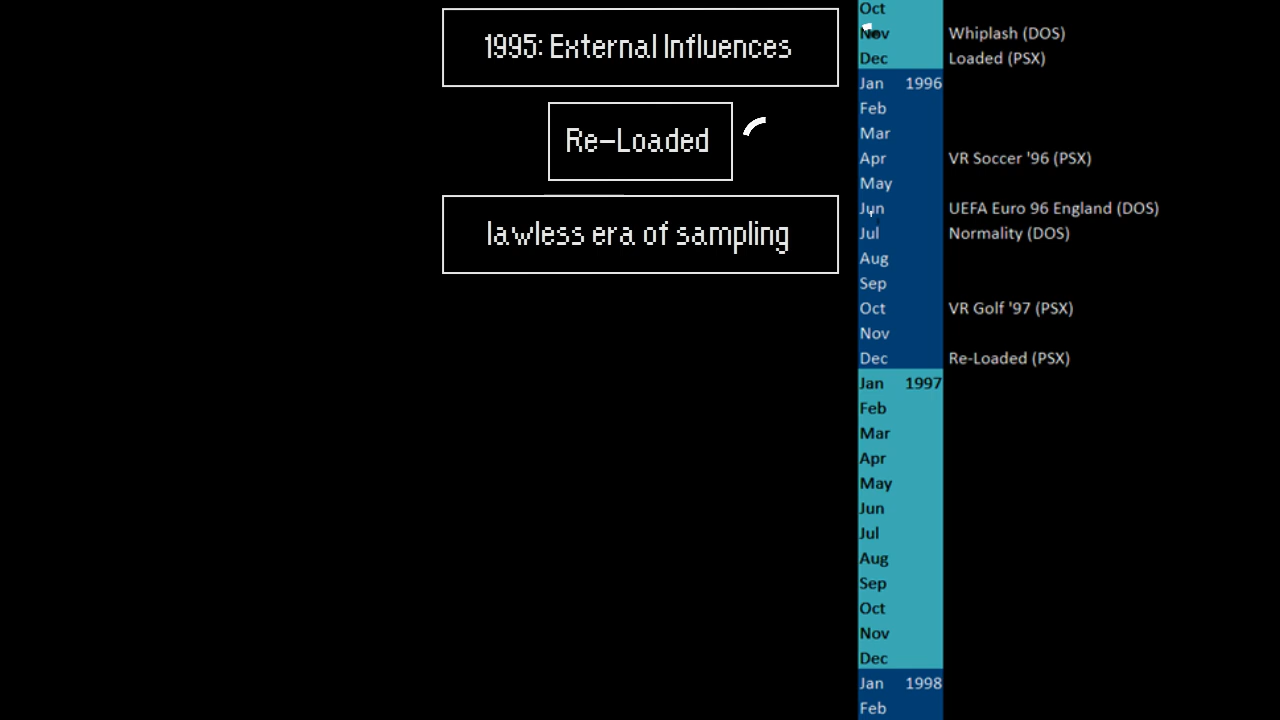 1995: External Influences
Re-Loaded
lawless era of sampling
Oct
Nov Whiplash (DOS)
Dec Loaded (PSX)
Jan 1996
Feb
Mar
Apr VR Soccer '96 (PSX)
May
Jun UEFA Euro 96 England (DOS)
Jul Normality (DOS)
Aug
Sep
Oct VR Golf '97 (PSX)
Nov
Dec Re-Loaded (PSX)
Jan 1997
Feb
Mar
Apr
May
Jun
Jul
Aug
Sep
Oct
Nov
Dec
Jan 1998
Feb